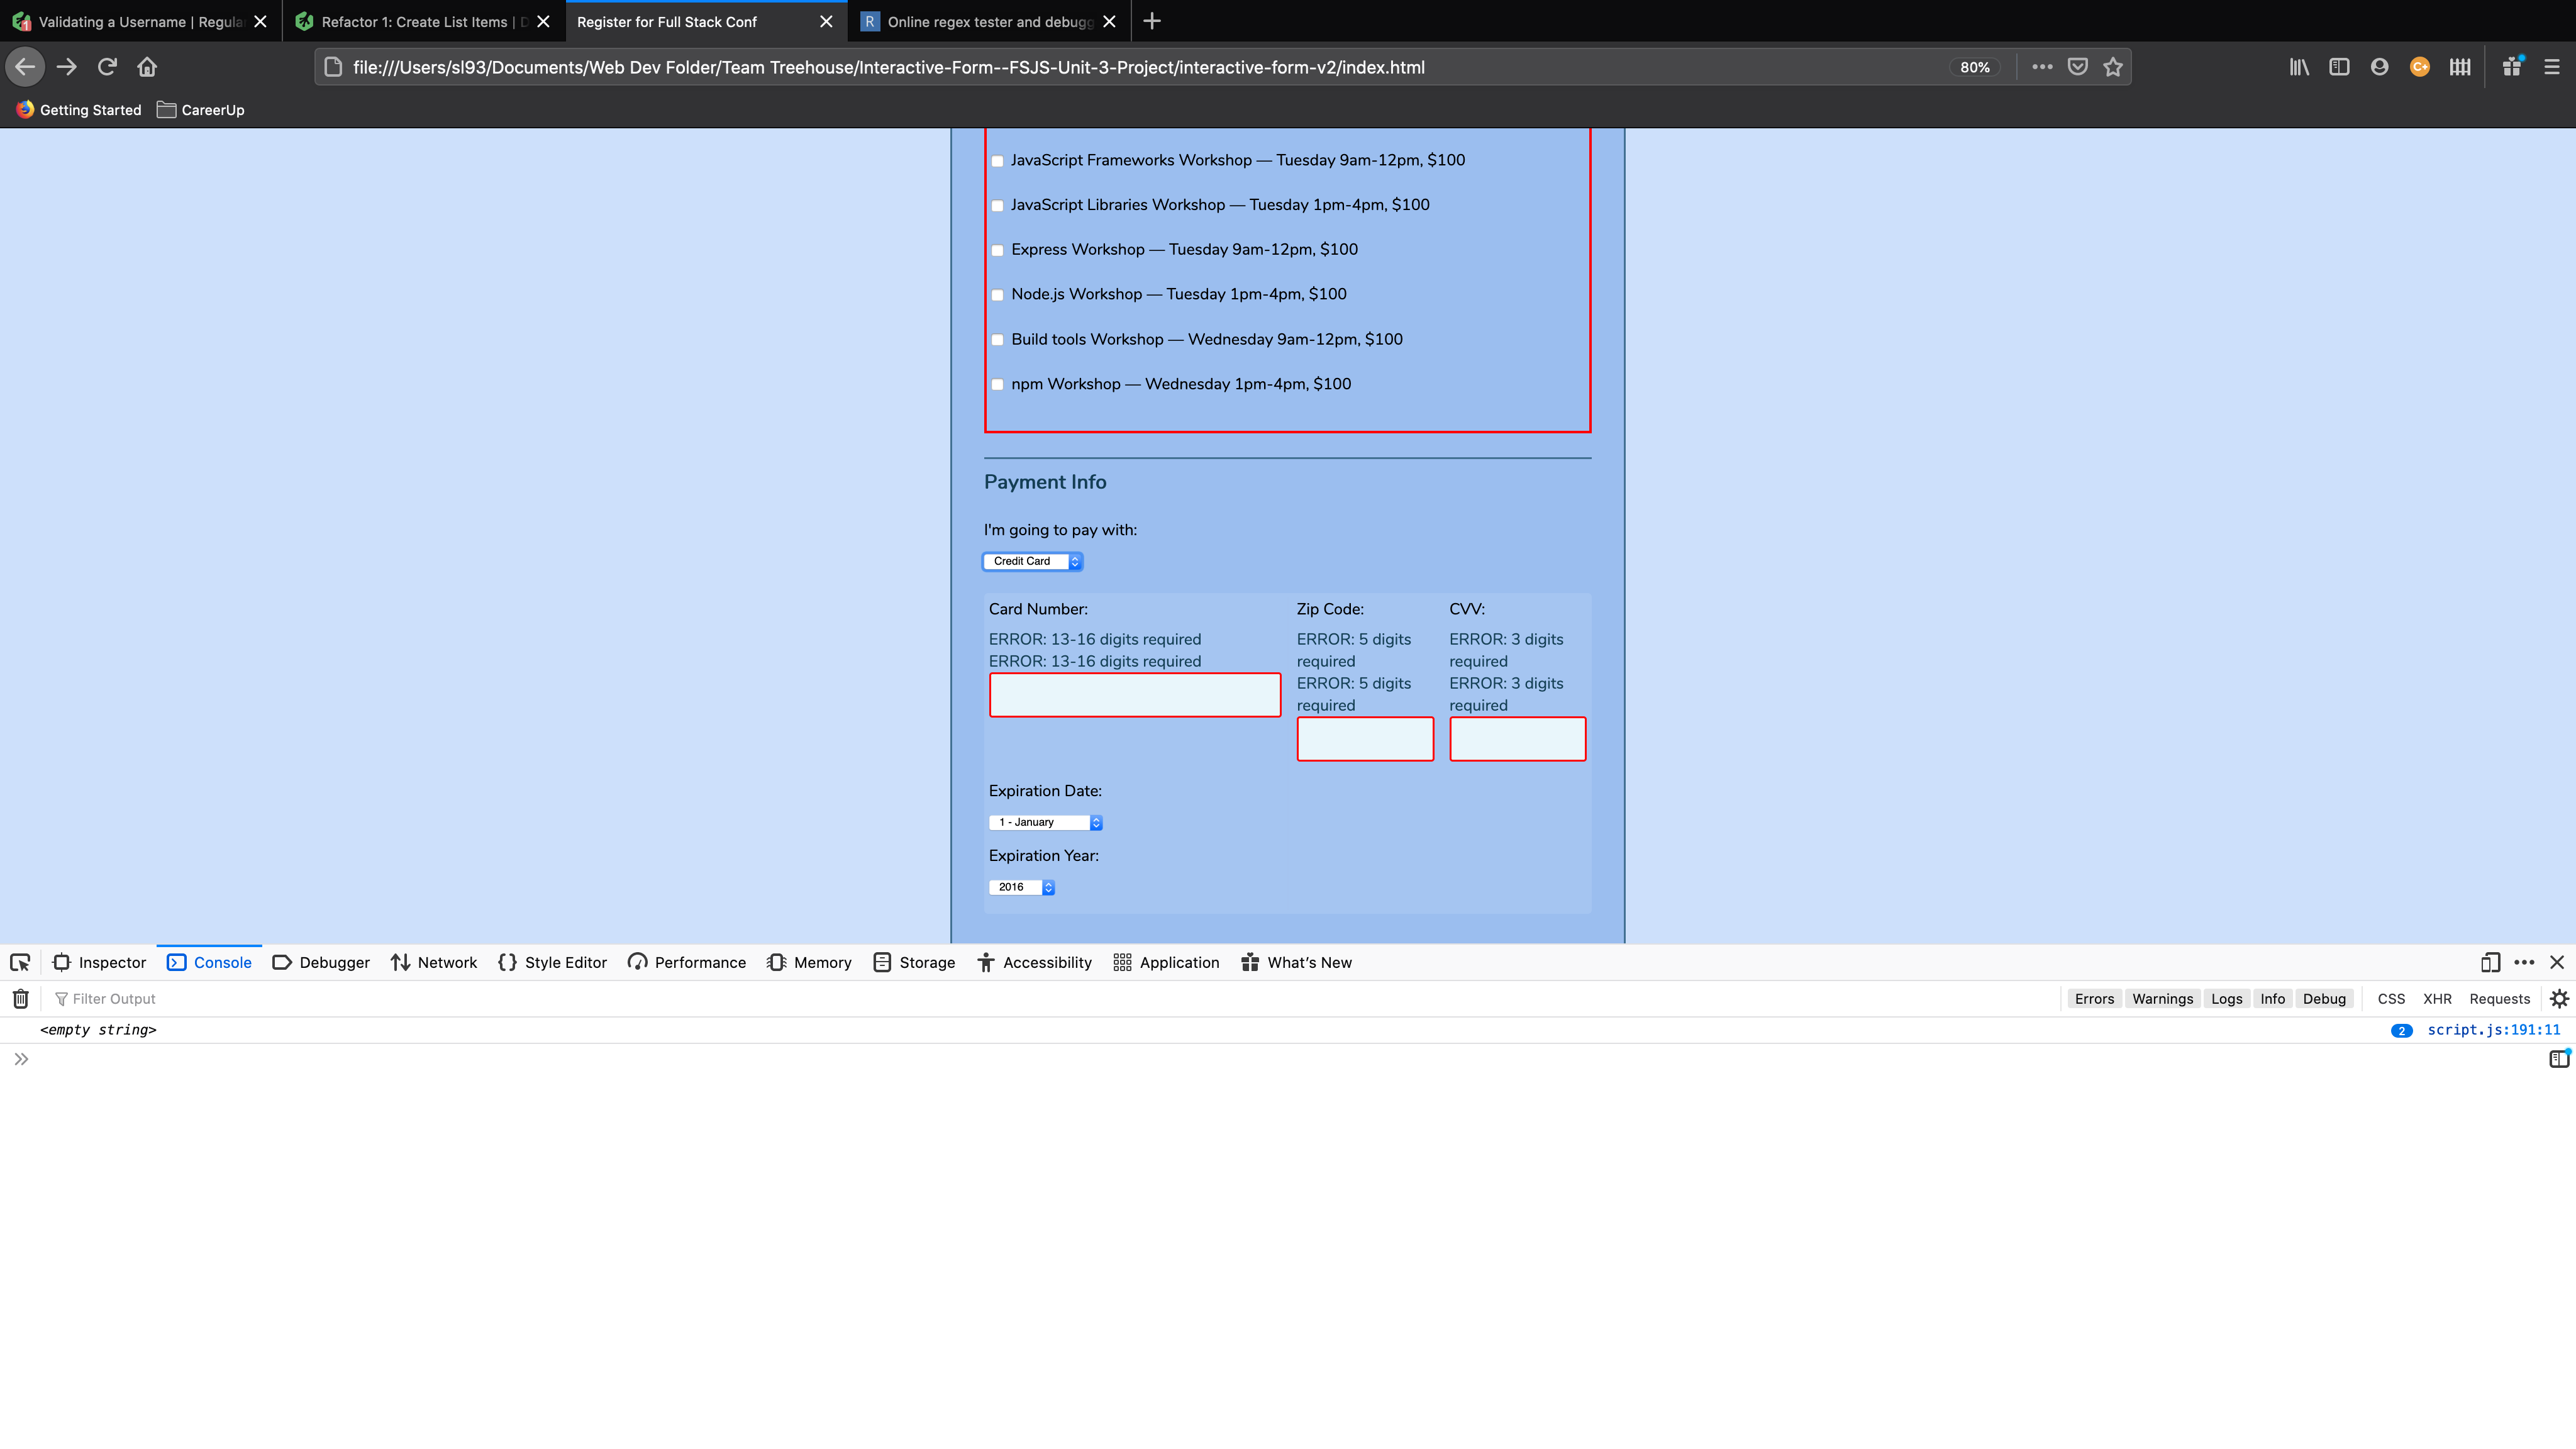 Validating a Username | Regula
Refactor 1: Create List Items | D
Register for Full Stack Conf
R Online regex tester and debugg
file:///Users/sl93/Documents/Web Dev Folder/Team Treehouse/Interactive-Form--FSJS-Unit-3-Project/interactive-form-v2/index.html
80%
C+
Getting Started
CareerUp
JavaScript Frameworks Workshop — Tuesday 9am-12pm, $100
JavaScript Libraries Workshop — Tuesday 1pm-4pm, $100
Express Workshop — Tuesday 9am-12pm, $100
Node.js Workshop — Tuesday 1pm-4pm, $100
Build tools Workshop — Wednesday 9am-12pm, $100
npm Workshop — Wednesday 1pm-4pm, $100
Payment Info
I'm going to pay with:
Credit Card
Card Number:
ERROR: 13-16 digits required
ERROR: 13-16 digits required
Zip Code:
ERROR: 5 digits
required
ERROR: 5 digits
required
CVV:
ERROR: 3 digits
required
ERROR: 3 digits
required
Expiration Date:
1 - January
Expiration Year:
2016
Inspector Console Debugger Network Style Editor Performance Memory Storage Accessibility Application What's New
Filter Output
Errors Warnings Logs Info Debug CSS XHR Requests
<empty string>
2 script.js:191:11